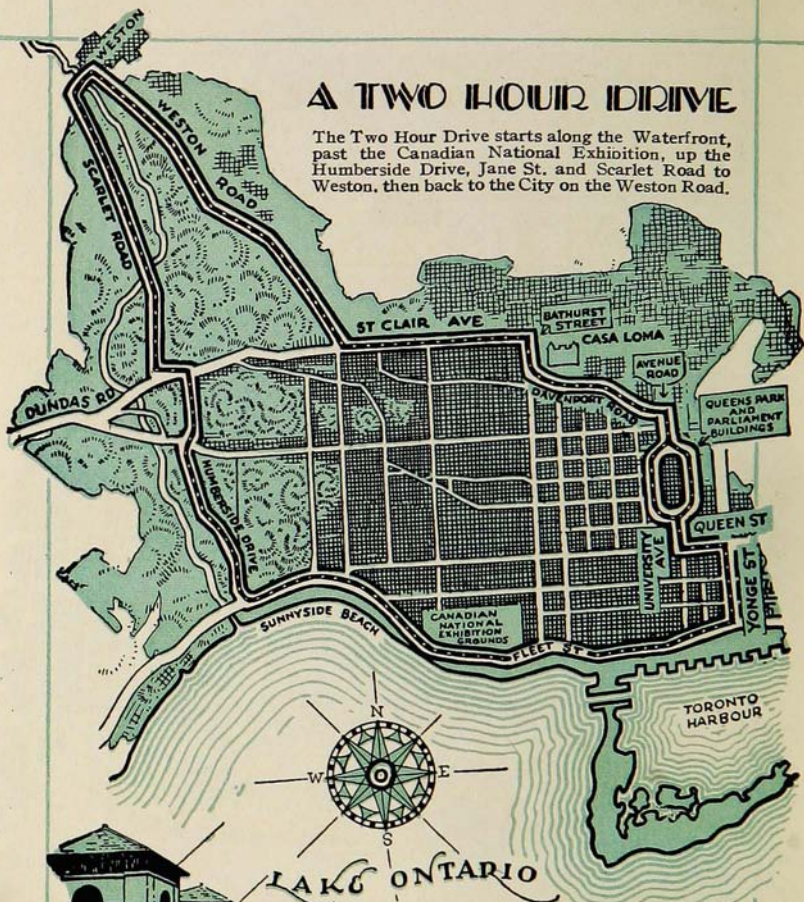 WESTON
A TWO HOUR DRIVE
The Two Hour Drive starts along the Waterfront,
past the Canadian National Exhibition, up the
Humberside Drive, Jane St. and Scarlet Road to
Weston, then back to the City on the Weston Road.
WESTON
ROAD
SCARLET ROAD
ST CLAIR AVE
BATHURST
STREET
CASA LOMA
AVENUE
ROAD
DAVENPORT ROAD
DUNDAS RD
QUEENS PARK
AND
PARLIAMENT
BUILDINGS
HUMBERSIDE DRIVE
QUEEN ST
UNIVERSITY
AVE
YONGE ST
CANADIAN
NATIONAL
EXHIBITION
GROUNDS
SUNNYSIDE BEACH
FLEET ST
TORONTO
HARBOUR
N
W
E
S
LAKE ONTARIO